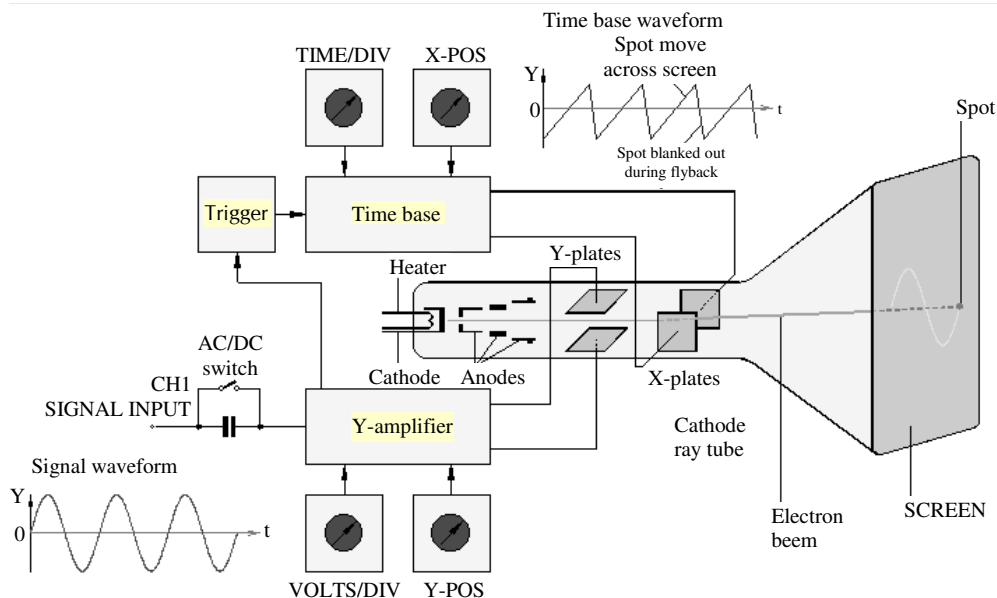 Time base waveform
TIME/DIV
X-POS
Spot move
across screen
Y
0
t
Spot
Spot blanked out
during flyback
Trigger
Time base
Y-plates
Heater
AC/DC
switch
CH1
SIGNAL INPUT
Cathode
Anodes
X-plates
Y-amplifier
Cathode
ray tube
Signal waveform
Y
0
t
Electron
beem
SCREEN
VOLTS/DIV
Y-POS